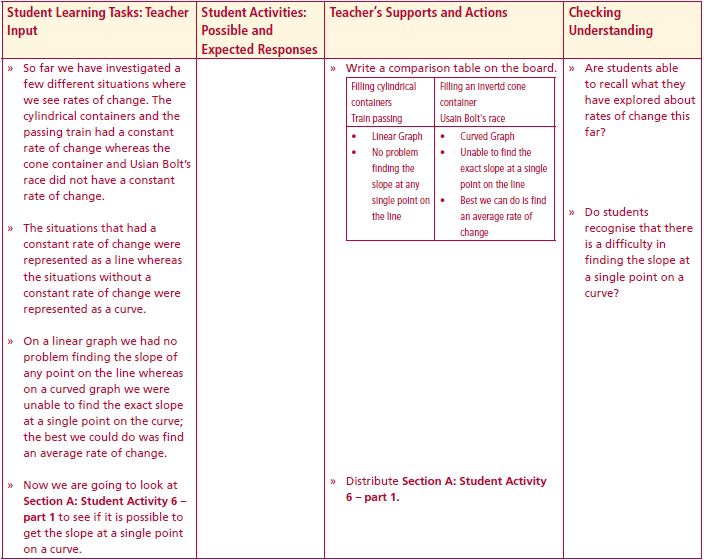 Student Learning Tasks: Teacher
Input
Student Activities:
Possible and
Expected Responses
Teacher's Supports and Actions
Checking
Understanding
» So far we have investigated a
few different situations where
we see rates of change. The
cylindrical containers and the
passing train had a constant
rate of change whereas the
cone container and Usian Bolt's
race did not have a constant
rate of change.
» The situations that had a
constant rate of change were
represented as a line whereas
the situations without a
constant rate of change were
represented as a curve.
» On a linear graph we had no
problem finding the slope of
any point on the line whereas
on a curved graph we were
unable to find the exact slope
at a single point on the curve;
the best we could do was find
an average rate of change.
» Now we are going to look at
Section A: Student Activity 6 –
part 1 to see if it is possible to
get the slope at a single point
on a curve.
» Write a comparison table on the board.
Filling cylindrical
containers
Train passing
Filling an invertd cone
container
Usain Bolt's race
• Linear Graph
• No problem
finding the
slope at any
single point on
the line
• Curved Graph
• Unable to find the
exact slope at a single
point on the line
• Best we can do is find
an average rate of
change
» Distribute Section A: Student Activity
6 – part 1.
» Are students able
to recall what they
have explored about
rates of change this
far?
» Do students
recognise that there
is a difficulty in
finding the slope at
a single point on a
curve?